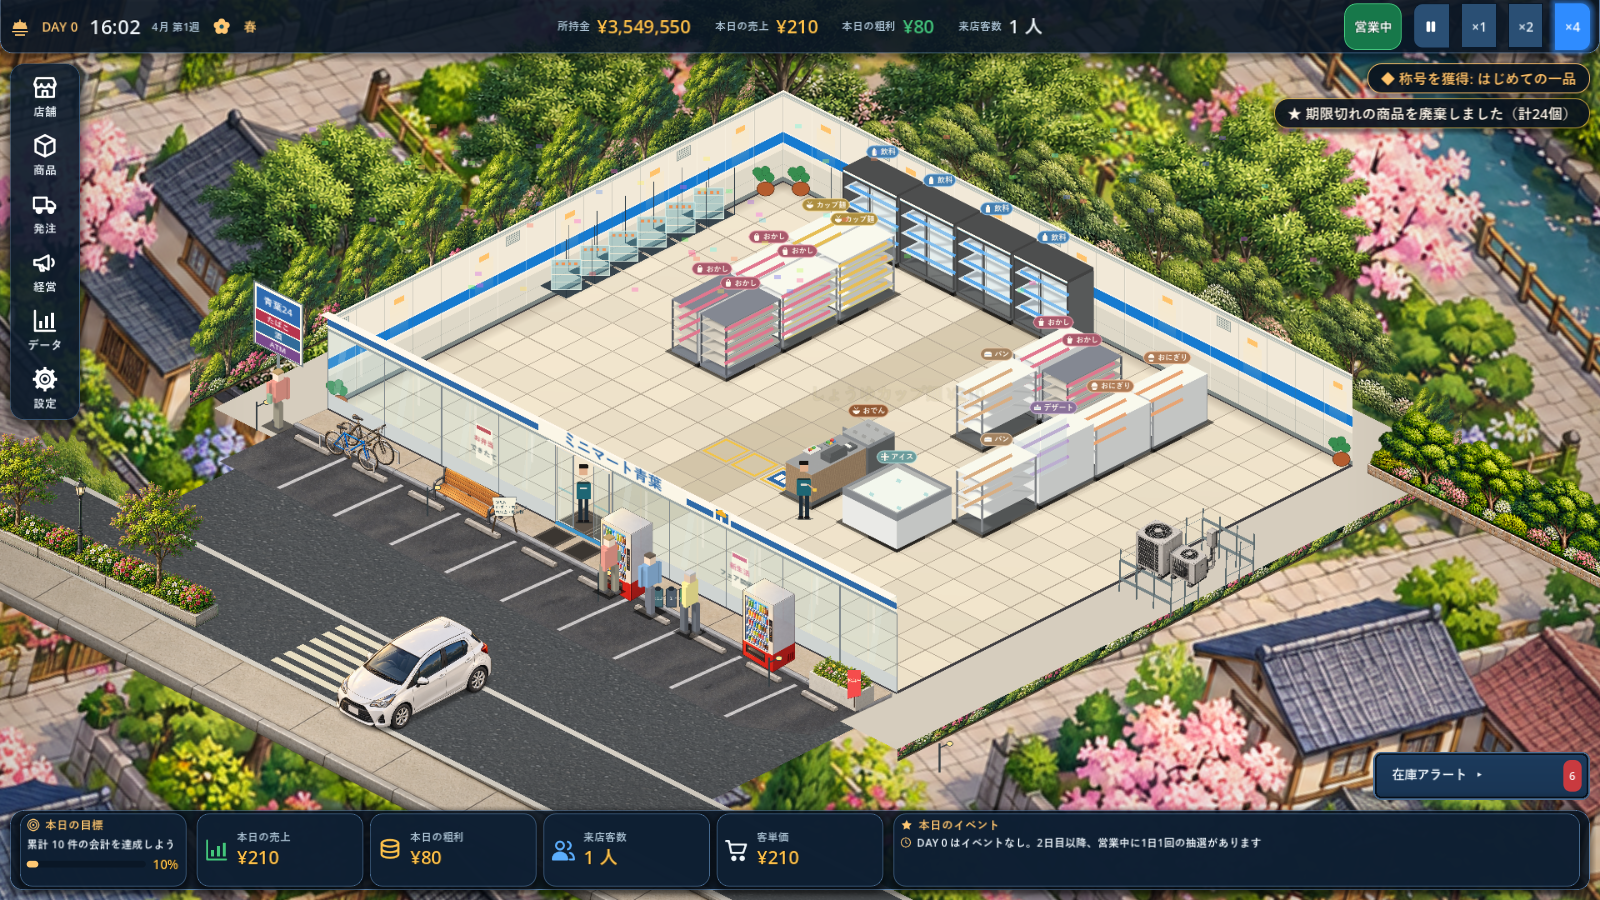 DAY 0 16:02 4月 第1週 春
所持金 ¥3,549,550 本日の売上 ¥210 本日の粗利 ¥80 来店客数 1 人
営業中 ×1 ×2 ×4
◆ 称号を獲得: はじめての一品
★ 期限切れの商品を廃棄しました（計24個）
店舗
商品
発注
経営
データ
設定
飲料
飲料
飲料
飲料
カップ麺
カップ麺
おかし
おかし
おかし
おかし
おかし
おかし
パン
おにぎり
おにぎり
デザート
おでん
パン
アイス
青葉24
たばこ
酒
ATM
ミニマート青葉
在庫アラート ▸ 6
本日の目標
累計 10 件の会計を達成しよう
10%
本日の売上
¥210
本日の粗利
¥80
来店客数
1 人
客単価
¥210
★ 本日のイベント
DAY 0 はイベントなし。2日目以降、営業中に1日1回の抽選があります